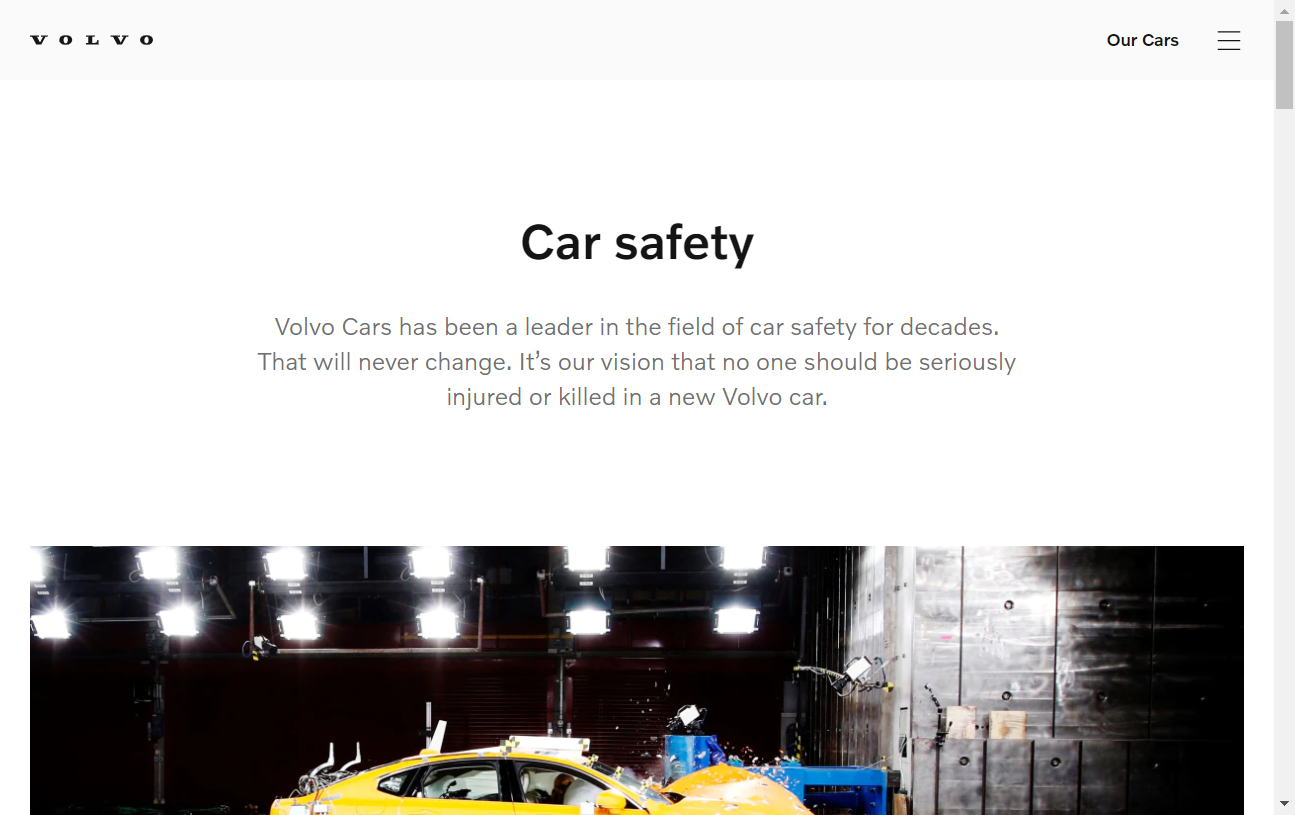 VOLVO
Our Cars
Car safety
Volvo Cars has been a leader in the field of car safety for decades.
That will never change. It’s our vision that no one should be seriously
injured or killed in a new Volvo car.